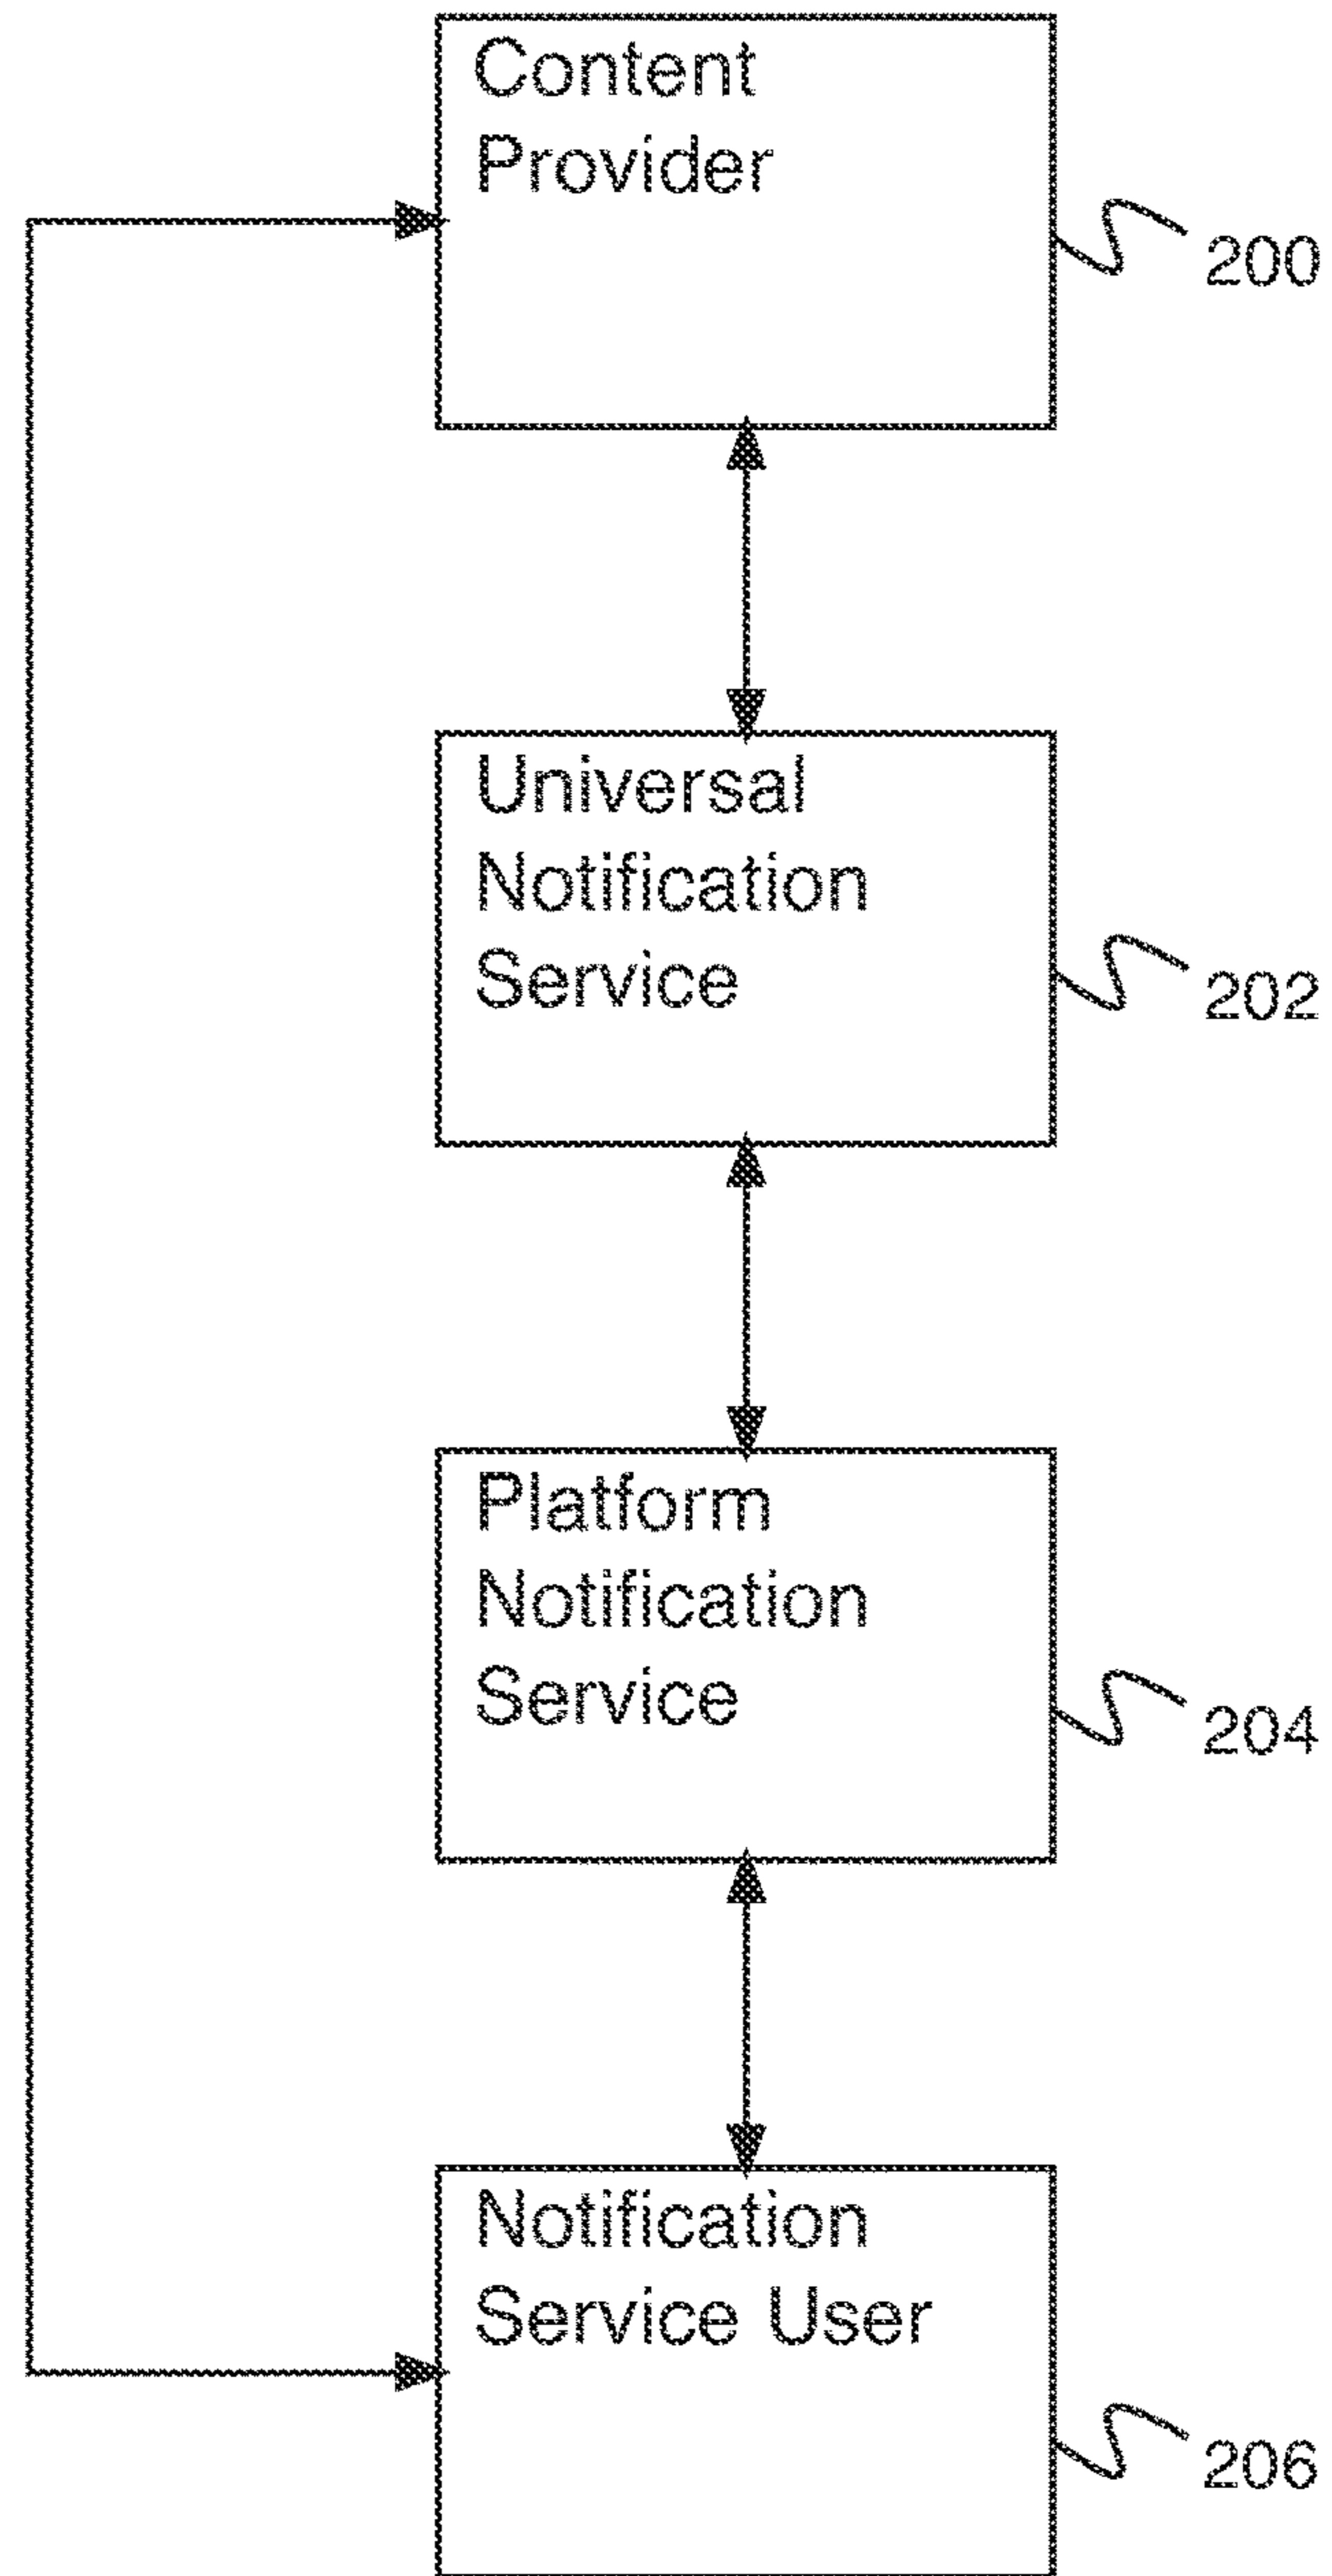 Content
Provider
200
Universal
Notification
Service
202
Platform
Notification
Service
204
Notification
Service User
206